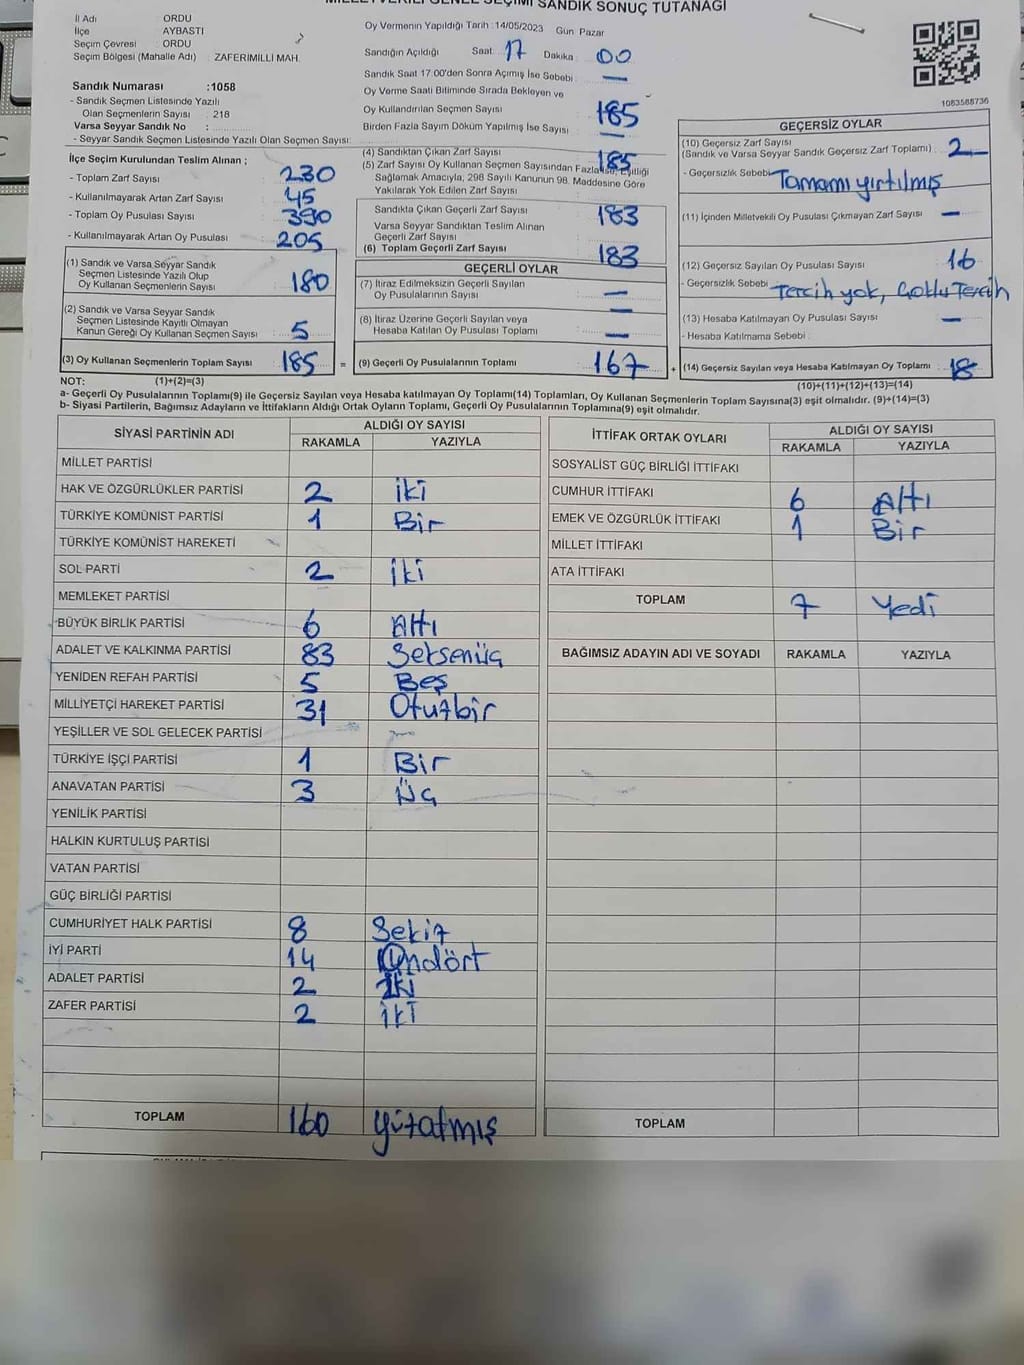 MİLLETVEKİLİ GENEL SEÇİMİ SANDIK SONUÇ TUTANAĞI
İl Adı ORDU
İlçe AYBASTI
Seçim Çevresi ORDU
Seçim Bölgesi (Mahalle Adı) ZAFERİMİLLİ MAH.
Sandık Numarası :1058
- Sandık Seçmen Listesinde Yazılı
Olan Seçmenlerin Sayısı : 218
Varsa Seyyar Sandık No :
- Seyyar Sandık Seçmen Listesinde Yazılı Olan Seçmen Sayısı:
İlçe Seçim Kurulundan Teslim Alınan ;
- Toplam Zarf Sayısı : 230
- Kullanılmayarak Artan Zarf Sayısı : 45
- Toplam Oy Pusulası Sayısı : 390
- Kullanılmayarak Artan Oy Pusulası : 205
(1) Sandık ve Varsa Seyyar Sandık
Seçmen Listesinde Yazılı Olup
Oy Kullanan Seçmenlerin Sayısı : 180
(2) Sandık ve Varsa Seyyar Sandık
Seçmen Listesinde Kayıtlı Olmayan
Kanun Gereği Oy Kullanan Seçmen Sayısı : 5
(3) Oy Kullanan Seçmenlerin Toplam Sayısı : 185 =
Oy Vermenin Yapıldığı Tarih :14/05/2023 Gün Pazar
Sandığın Açıldığı Saat 17 Dakika 00
Sandık Saat 17:00'den Sonra Açımış İse Sebebi : —
Oy Verme Saati Bitiminde Sırada Bekleyen ve
Oy Kullandırılan Seçmen Sayısı : 185
Birden Fazla Sayım Döküm Yapılmış İse Sayısı : —
(4) Sandıktan Çıkan Zarf Sayısı : 185
(5) Zarf Sayısı Oy Kullanan Seçmen Sayısından Fazla ise, Eşitliği
Sağlamak Amacıyla, 298 Sayılı Kanunun 98. Maddesine Göre
Yakılarak Yok Edilen Zarf Sayısı
Sandıkta Çıkan Geçerli Zarf Sayısı : 183
Varsa Seyyar Sandıktan Teslim Alınan
Geçerli Zarf Sayısı
(6) Toplam Geçerli Zarf Sayısı : 183
GEÇERLİ OYLAR
(7) İtiraz Edilmeksizin Geçerli Sayılan
Oy Pusulalarının Sayısı : —
(8) İtiraz Üzerine Geçerli Sayılan veya
Hesaba Katılan Oy Pusulası Toplamı : —
(9) Geçerli Oy Pusulalarının Toplamı : 167 +
1083588736
GEÇERSİZ OYLAR
(10) Geçersiz Zarf Sayısı
(Sandık ve Varsa Seyyar Sandık Geçersiz Zarf Toplamı) : 2
- Geçersizlik Sebebi Tamamı yırtılmış
(11) İçinden Milletvekili Oy Pusulası Çıkmayan Zarf Sayısı : —
(12) Geçersiz Sayılan Oy Pusulası Sayısı : 16
- Geçersizlik Sebebi Tercih yok, Çoklu Tercih
(13) Hesaba Katılmayan Oy Pusulası Sayısı : —
- Hesaba Katılmama Sebebi :
(14) Geçersiz Sayılan veya Hesaba Katılmayan Oy Toplamı : 18
NOT: (1)+(2)=(3) (10)+(11)+(12)+(13)=(14)
a- Geçerli Oy Pusulalarının Toplamı(9) ile Geçersiz Sayılan veya Hesaba katılmayan Oy Toplamı(14) Toplamları, Oy Kullanan Seçmenlerin Toplam Sayısına(3) eşit olmalıdır. (9)+(14)=(3)
b- Siyasi Partilerin, Bağımsız Adayların ve İttifakların Aldığı Ortak Oyların Toplamı, Geçerli Oy Pusulalarının Toplamına(9) eşit olmalıdır.
SİYASİ PARTİNİN ADI ALDIĞI OY SAYISI
RAKAMLA YAZIYLA
MİLLET PARTİSİ
HAK VE ÖZGÜRLÜKLER PARTİSİ 2 iki
TÜRKİYE KOMÜNİST PARTİSİ 1 Bir
TÜRKİYE KOMÜNİST HAREKETİ
SOL PARTİ 2 iki
MEMLEKET PARTİSİ
BÜYÜK BİRLİK PARTİSİ 6 Altı
ADALET VE KALKINMA PARTİSİ 83 Seksenüç
YENİDEN REFAH PARTİSİ 5 Beş
MİLLİYETÇİ HAREKET PARTİSİ 31 Otuzbir
YEŞİLLER VE SOL GELECEK PARTİSİ
TÜRKİYE İŞÇİ PARTİSİ 1 Bir
ANAVATAN PARTİSİ 3 Üç
YENİLİK PARTİSİ
HALKIN KURTULUŞ PARTİSİ
VATAN PARTİSİ
GÜÇ BİRLİĞİ PARTİSİ
CUMHURİYET HALK PARTİSİ 8 Sekiz
İYİ PARTİ 14 Ondört
ADALET PARTİSİ 2 iki
ZAFER PARTİSİ 2 iki
TOPLAM 160 yüzatmış
İTTİFAK ORTAK OYLARI ALDIĞI OY SAYISI
RAKAMLA YAZIYLA
SOSYALİST GÜÇ BİRLİĞİ İTTİFAKI
CUMHUR İTTİFAKI 6 Altı
EMEK VE ÖZGÜRLÜK İTTİFAKI 1 Bir
MİLLET İTTİFAKI
ATA İTTİFAKI
TOPLAM 7 Yedi
BAĞIMSIZ ADAYIN ADI VE SOYADI RAKAMLA YAZIYLA
TOPLAM